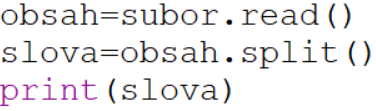 obsah=subor.read()
slova=obsah.split()
print(slova)